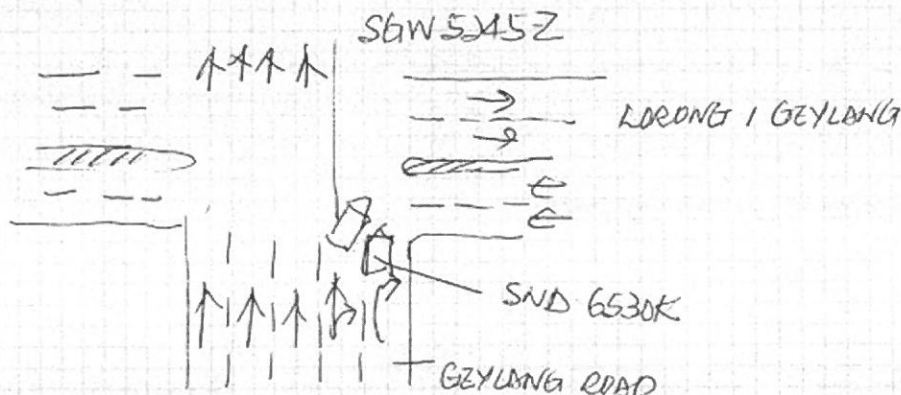 SGW5245Z
LORONG 1 GEYLANG
SND 6530K
GEYLANG ROAD